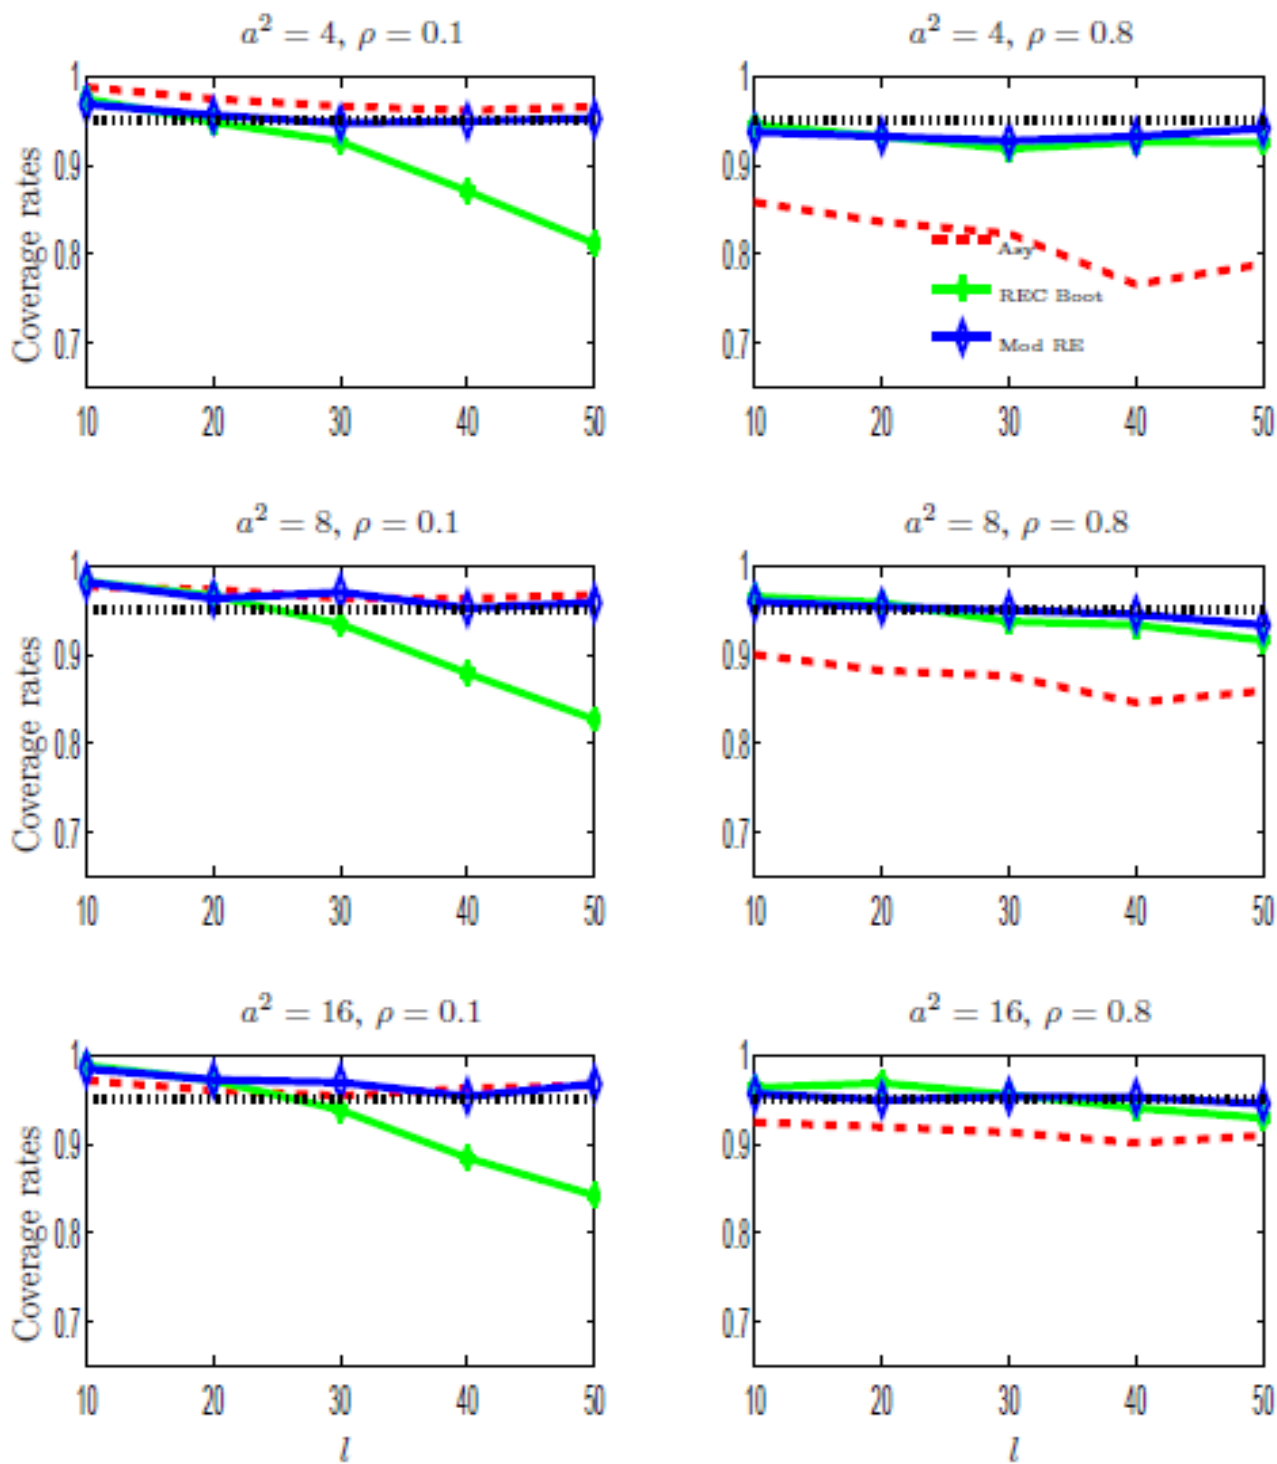 a² = 4, ρ = 0.1
a² = 4, ρ = 0.8
Coverage rates
1
0.9
0.8
0.7
10 20 30 40 50
1
0.9
0.8
0.7
Asy
REC Boot
Mod RE
10 20 30 40 50
a² = 8, ρ = 0.1
a² = 8, ρ = 0.8
Coverage rates
1
0.9
0.8
0.7
10 20 30 40 50
1
0.9
0.8
0.7
10 20 30 40 50
a² = 16, ρ = 0.1
a² = 16, ρ = 0.8
Coverage rates
1
0.9
0.8
0.7
10 20 30 40 50
l
1
0.9
0.8
0.7
10 20 30 40 50
l